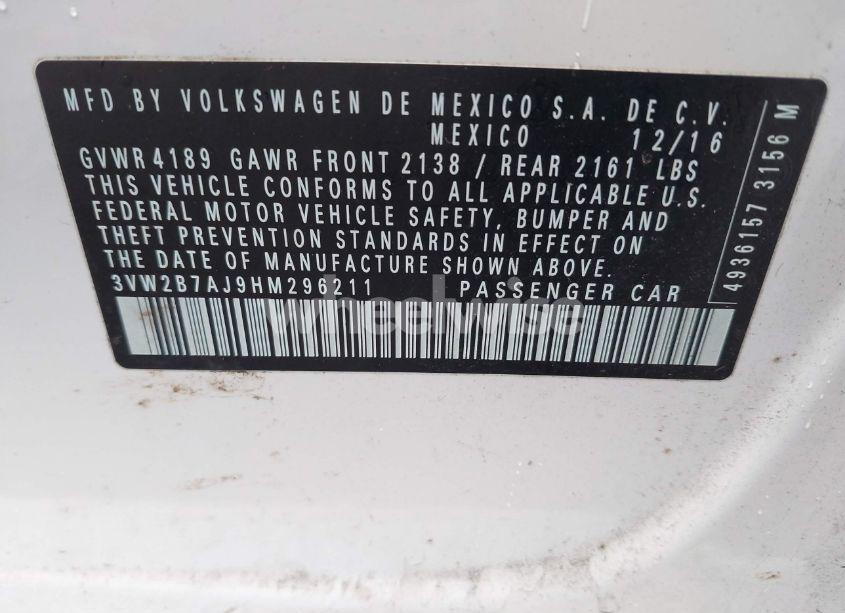 MFD BY VOLKSWAGEN DE MEXICO S.A. DE C.V.
MEXICO 12/16
GVWR 4189 GAWR FRONT 2138 / REAR 2161 LBS
THIS VEHICLE CONFORMS TO ALL APPLICABLE U.S.
FEDERAL MOTOR VEHICLE SAFETY, BUMPER AND
THEFT PREVENTION STANDARDS IN EFFECT ON
THE DATE OF MANUFACTURE SHOWN ABOVE.
3VW2B7AJ9HM296211 PASSENGER CAR
4936157 3156 M
wheelwise